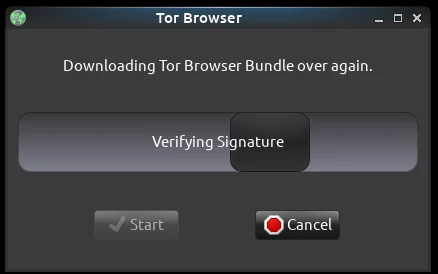 Tor Browser
Downloading Tor Browser Bundle over again.
Verifying Signature
Start
Cancel